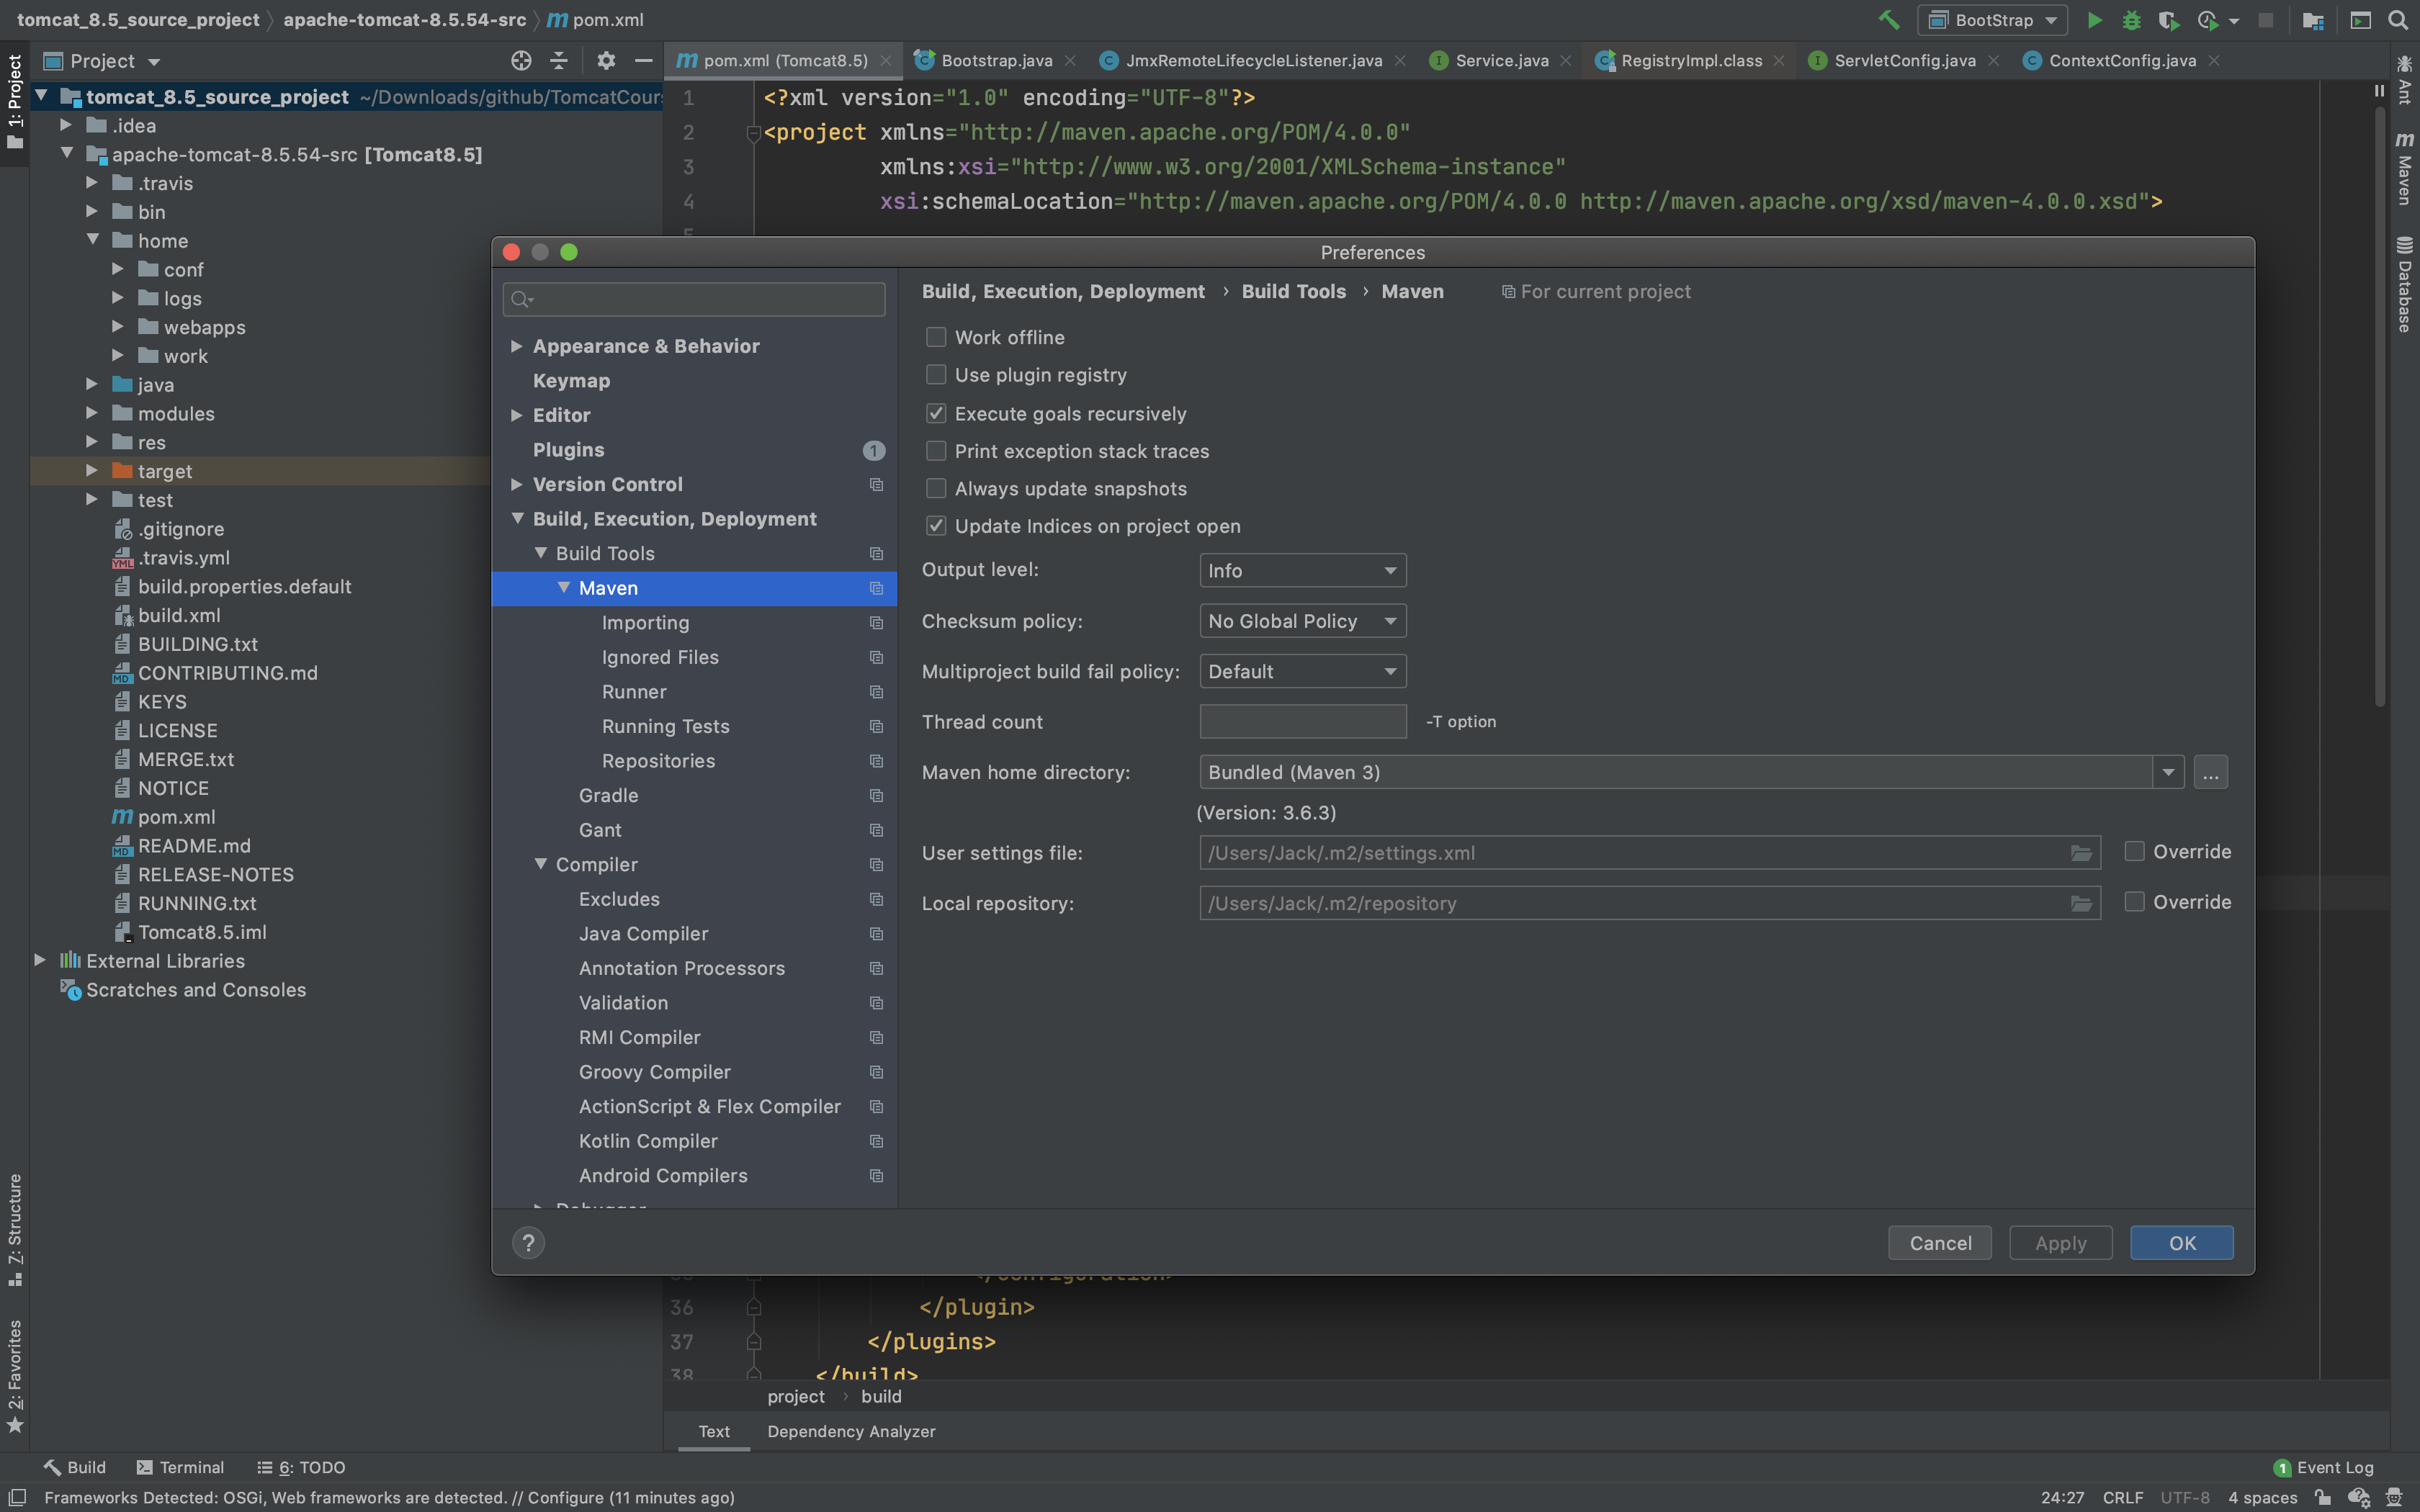 tomcat_8.5_source_project
apache-tomcat-8.5.54-src
m pom.xml
BootStrap
1: Project
Project
pom.xml (Tomcat8.5)
Bootstrap.java
JmxRemoteLifecycleListener.java
Service.java
RegistryImpl.class
ServletConfig.java
ContextConfig.java
Ant
Maven
Database
tomcat_8.5_source_project ~/Downloads/github/TomcatCour
.idea
apache-tomcat-8.5.54-src [Tomcat8.5]
.travis
bin
home
conf
logs
webapps
work
java
modules
res
target
test
.gitignore
.travis.yml
build.properties.default
build.xml
BUILDING.txt
CONTRIBUTING.md
KEYS
LICENSE
MERGE.txt
NOTICE
pom.xml
README.md
RELEASE-NOTES
RUNNING.txt
Tomcat8.5.iml
External Libraries
Scratches and Consoles
1 <?xml version="1.0" encoding="UTF-8"?>
2 <project xmlns="http://maven.apache.org/POM/4.0.0"
3 xmlns:xsi="http://www.w3.org/2001/XMLSchema-instance"
4 xsi:schemaLocation="http://maven.apache.org/POM/4.0.0 http://maven.apache.org/xsd/maven-4.0.0.xsd">
Preferences
Appearance & Behavior
Keymap
Editor
Plugins 1
Version Control
Build, Execution, Deployment
Build Tools
Maven
Importing
Ignored Files
Runner
Running Tests
Repositories
Gradle
Gant
Compiler
Excludes
Java Compiler
Annotation Processors
Validation
RMI Compiler
Groovy Compiler
ActionScript & Flex Compiler
Kotlin Compiler
Android Compilers
Debugger
Build, Execution, Deployment › Build Tools › Maven For current project
Work offline
Use plugin registry
Execute goals recursively
Print exception stack traces
Always update snapshots
Update Indices on project open
Output level: Info
Checksum policy: No Global Policy
Multiproject build fail policy: Default
Thread count -T option
Maven home directory: Bundled (Maven 3) ...
(Version: 3.6.3)
User settings file: /Users/Jack/.m2/settings.xml Override
Local repository: /Users/Jack/.m2/repository Override
? Cancel Apply OK
</configuration>
36 </plugin>
37 </plugins>
38 </build>
project › build
Text Dependency Analyzer
Z: Structure
2: Favorites
Build
Terminal
6: TODO
1 Event Log
Frameworks Detected: OSGi, Web frameworks are detected. // Configure (11 minutes ago)
24:27 CRLF UTF-8 4 spaces